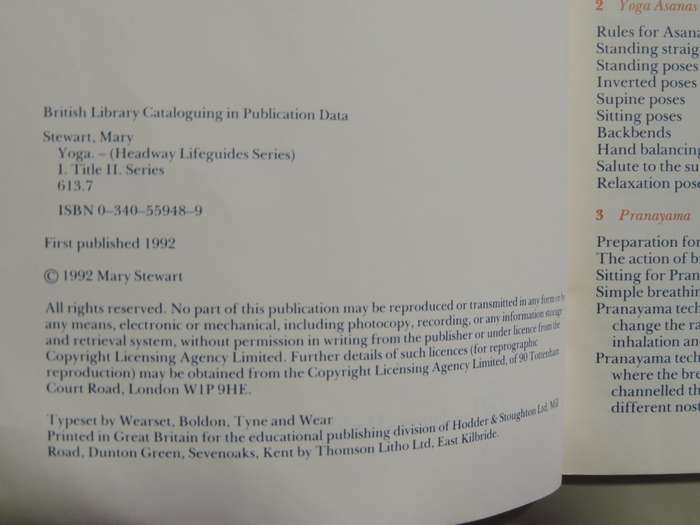 British Library Cataloguing in Publication Data
Stewart, Mary
Yoga. – (Headway Lifeguides Series)
1. Title II. Series
613.7
ISBN 0–340–55948–9
First published 1992
© 1992 Mary Stewart
All rights reserved. No part of this publication may be reproduced or transmitted in any form or by
any means, electronic or mechanical, including photocopy, recording, or any information storage
and retrieval system, without permission in writing from the publisher or under licence from the
Copyright Licensing Agency Limited. Further details of such licences (for reprographic
reproduction) may be obtained from the Copyright Licensing Agency Limited, of 90 Tottenham
Court Road, London W1P 9HE.
Typeset by Wearset, Boldon, Tyne and Wear
Printed in Great Britain for the educational publishing division of Hodder & Stoughton Ltd, Mill
Road, Dunton Green, Sevenoaks, Kent by Thomson Litho Ltd, East Kilbride.
2 Yoga Asanas
Rules for Asana
Standing straig
Standing poses
Inverted poses
Supine poses
Sitting poses
Backbends
Hand balancing
Salute to the su
Relaxation pose
3 Pranayama
Preparation for
The action of b
Sitting for Pran
Simple breathin
Pranayama tech
change the ra
inhalation an
Pranayama tech
where the bre
channelled th
different nost